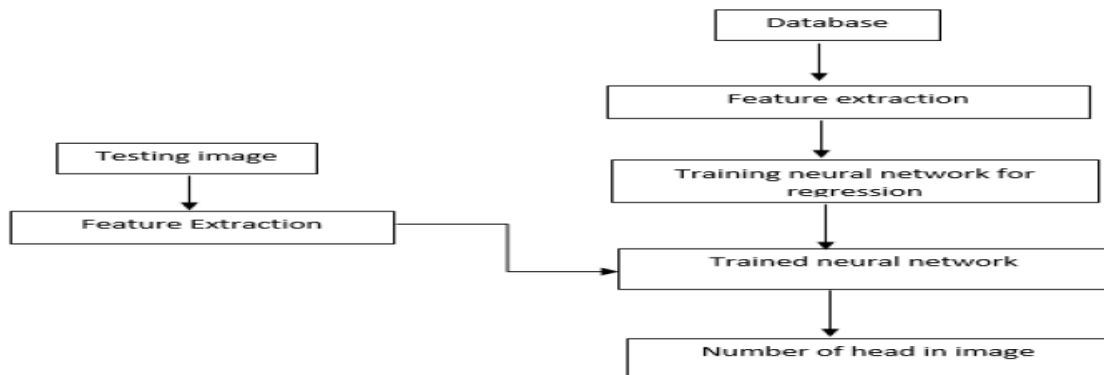 Database
Feature extraction
Testing image
Training neural network for
regression
Feature Extraction
Trained neural network
Number of head in image